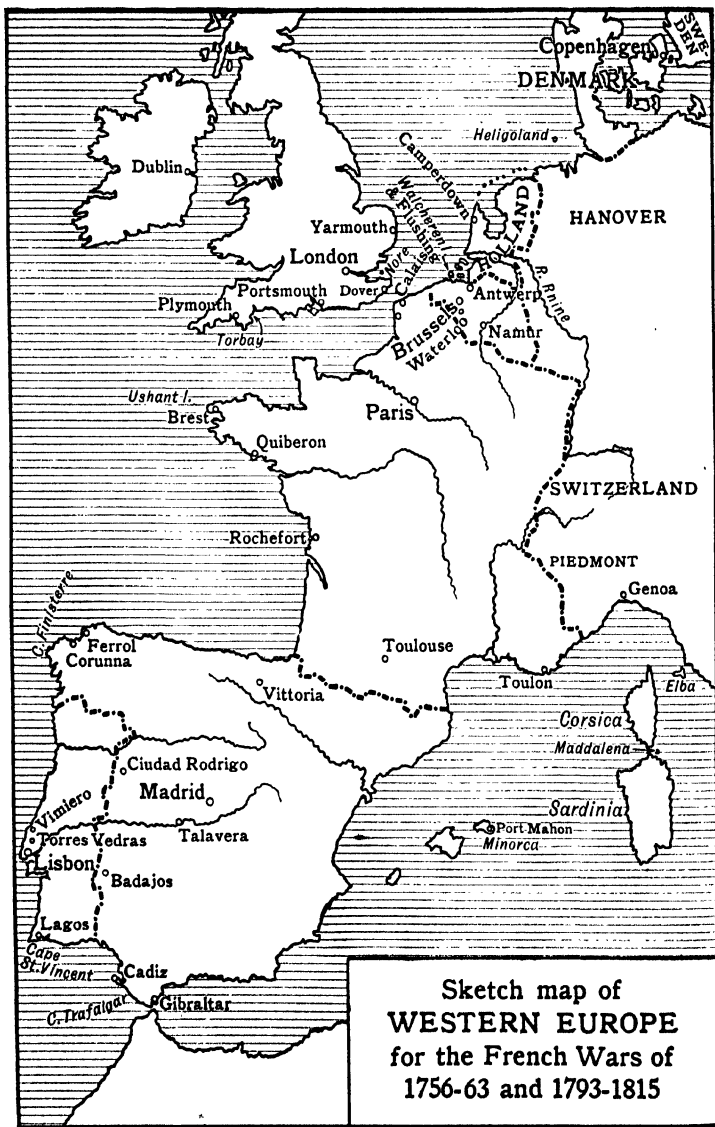 SWE-
DEN
Copenhagen
DENMARK
Heligoland
Camperdown
Dublin
Walcheren
& Flushing
HOLLAND
HANOVER
Yarmouth
London
Nore
Calais
R. Rhine
Portsmouth
Dover
Antwerp
Plymouth
Brussels
Torbay
Waterloo
Namur
Ushant I.
Paris
Brest
Quiberon
SWITZERLAND
Rochefort
PIEDMONT
Genoa
C. Finisterre
Ferrol
Corunna
Toulouse
Toulon
Elba
Vittoria
Corsica
Maddalena
Ciudad Rodrigo
Madrid
Sardinia
Vimiero
Talavera
Port Mahon
Minorca
Torres Vedras
Lisbon
Badajos
Lagos
Cape
St. Vincent
Cadiz
C. Trafalgar
Gibraltar
Sketch map of
WESTERN EUROPE
for the French Wars of
1756-63 and 1793-1815